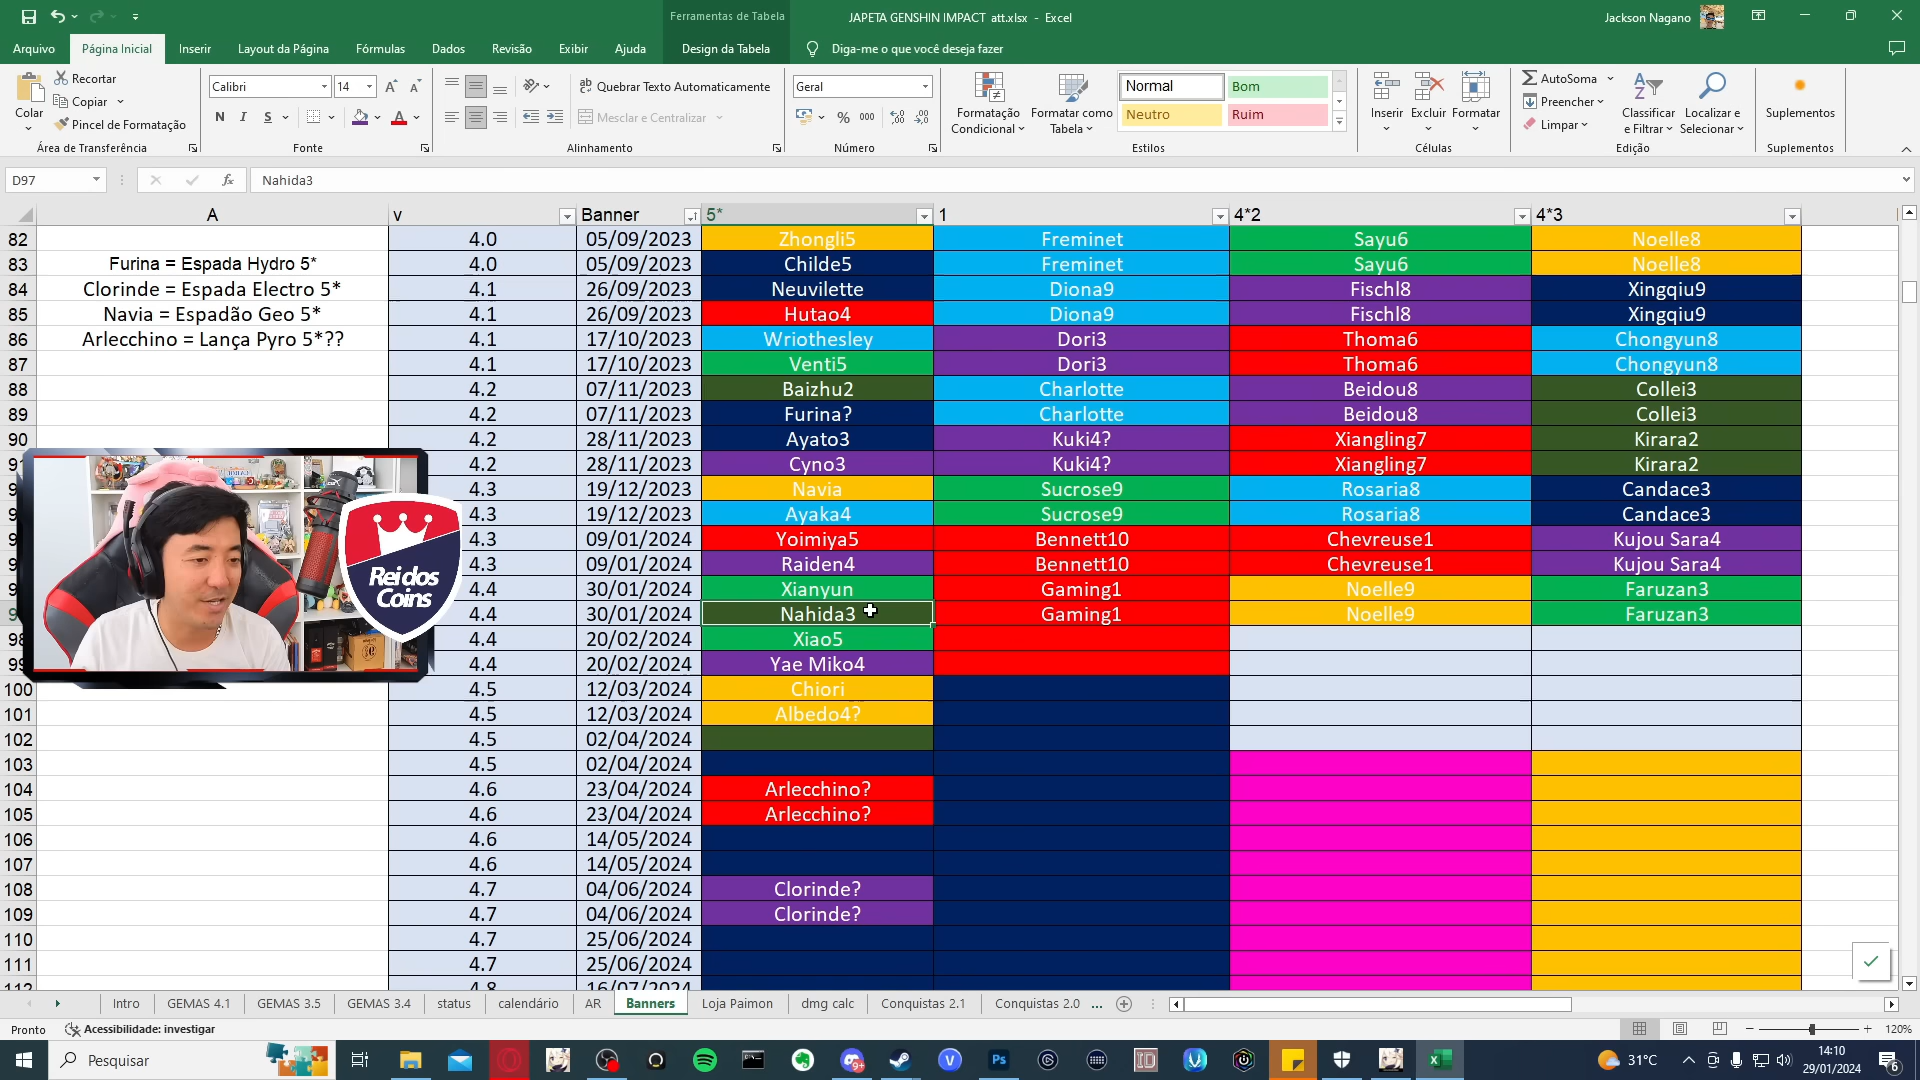 Ferramentas de Tabela
JAPETA GENSHIN IMPACT att.xlsx - Excel
Jackson Nagano
Arquivo
Página Inicial
Inserir
Layout da Página
Fórmulas
Dados
Revisão
Exibir
Ajuda
Design da Tabela
Diga-me o que você deseja fazer
Colar
Recortar
Copiar
Pincel de Formatação
Área de Transferência
Calibri
14
N I S
Fonte
Quebrar Texto Automaticamente
Mesclar e Centralizar
Alinhamento
Geral
% 000
Número
Formatação Condicional
Formatar como Tabela
Normal
Bom
Neutro
Ruim
Estilos
Inserir
Excluir
Formatar
Células
AutoSoma
Preencher
Limpar
Classificar e Filtrar
Localizar e Selecionar
Edição
Suplementos
Suplementos
D97
fx
Nahida3
A v Banner 5* 1 4*2 4*3
82 4.0 05/09/2023 Zhongli5 Freminet Sayu6 Noelle8
83 Furina = Espada Hydro 5* 4.0 05/09/2023 Childe5 Freminet Sayu6 Noelle8
84 Clorinde = Espada Electro 5* 4.1 26/09/2023 Neuvilette Diona9 Fischl8 Xingqiu9
85 Navia = Espadão Geo 5* 4.1 26/09/2023 Hutao4 Diona9 Fischl8 Xingqiu9
86 Arlecchino = Lança Pyro 5*?? 4.1 17/10/2023 Wriothesley Dori3 Thoma6 Chongyun8
87 4.1 17/10/2023 Venti5 Dori3 Thoma6 Chongyun8
88 4.2 07/11/2023 Baizhu2 Charlotte Beidou8 Collei3
89 4.2 07/11/2023 Furina? Charlotte Beidou8 Collei3
90 4.2 28/11/2023 Ayato3 Kuki4? Xiangling7 Kirara2
4.2 28/11/2023 Cyno3 Kuki4? Xiangling7 Kirara2
4.3 19/12/2023 Navia Sucrose9 Rosaria8 Candace3
4.3 19/12/2023 Ayaka4 Sucrose9 Rosaria8 Candace3
4.3 09/01/2024 Yoimiya5 Bennett10 Chevreuse1 Kujou Sara4
4.3 09/01/2024 Raiden4 Bennett10 Chevreuse1 Kujou Sara4
4.4 30/01/2024 Xianyun Gaming1 Noelle9 Faruzan3
4.4 30/01/2024 Nahida3 Gaming1 Noelle9 Faruzan3
4.4 20/02/2024 Xiao5
4.4 20/02/2024 Yae Miko4
100 4.5 12/03/2024 Chiori
101 4.5 12/03/2024 Albedo4?
102 4.5 02/04/2024
103 4.5 02/04/2024
104 4.6 23/04/2024 Arlecchino?
105 4.6 23/04/2024 Arlecchino?
106 4.6 14/05/2024
107 4.6 14/05/2024
108 4.7 04/06/2024 Clorinde?
109 4.7 04/06/2024 Clorinde?
110 4.7 25/06/2024
111 4.7 25/06/2024
112 4.8 16/07/2024
Rei dos
Coins
Intro
GEMAS 4.1
GEMAS 3.5
GEMAS 3.4
status
calendário
AR
Banners
Loja Paimon
dmg calc
Conquistas 2.1
Conquistas 2.0
...
Pronto
Acessibilidade: investigar
120%
Pesquisar
9+
31°C
14:10
29/01/2024
6